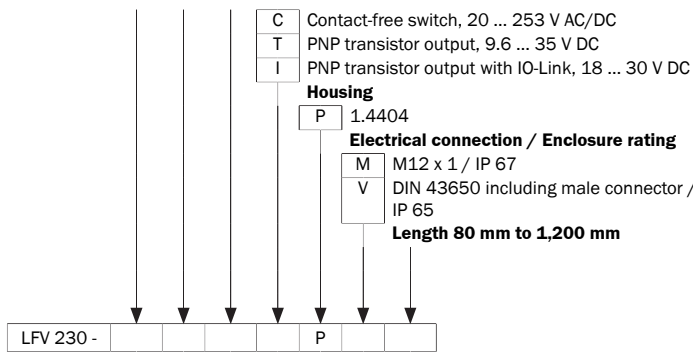 C Contact-free switch, 20 ... 253 V AC/DC
T PNP transistor output, 9.6 ... 35 V DC
I PNP transistor output with IO-Link, 18 ... 30 V DC
Housing
P 1.4404
Electrical connection / Enclosure rating
M M12 x 1 / IP 67
V DIN 43650 including male connector /
IP 65
Length 80 mm to 1,200 mm
LFV 230 - P